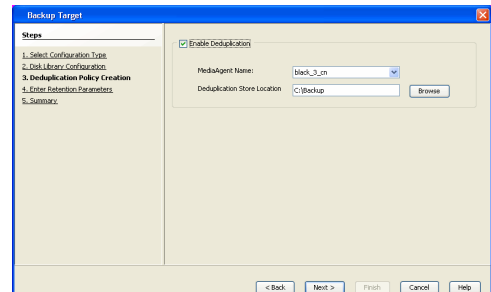 Backup Target
Steps
1. Select Configuration Type
2. Disk Library Configuration
3. Deduplication Policy Creation
4. Enter Retention Parameters
5. Summary
Enable Deduplication
MediaAgent Name:
black_3_cn
Deduplication Store Location
C:\Backup
Browse
< Back
Next >
Finish
Cancel
Help